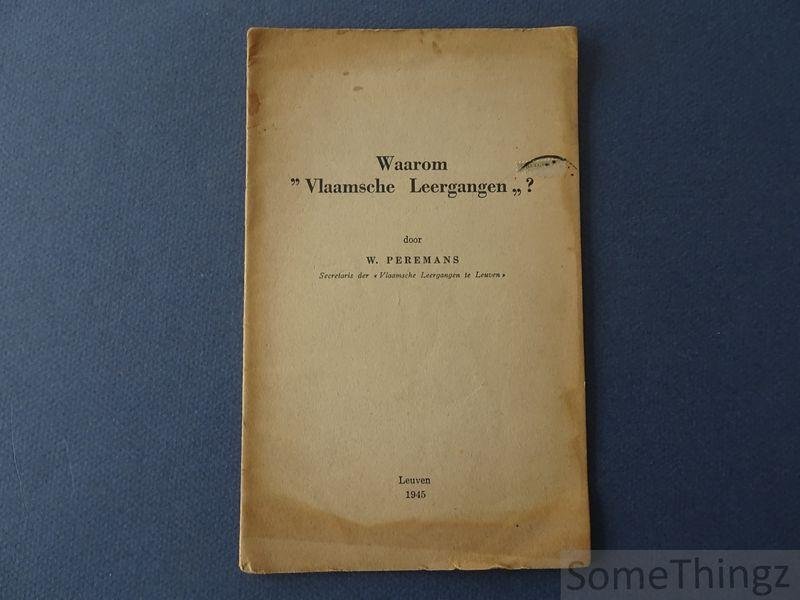 Waarom
” Vlaamsche Leergangen „ ?
door
W. PEREMANS
Secretaris der « Vlaamsche Leergangen te Leuven »
Leuven
1945
SomeThingz